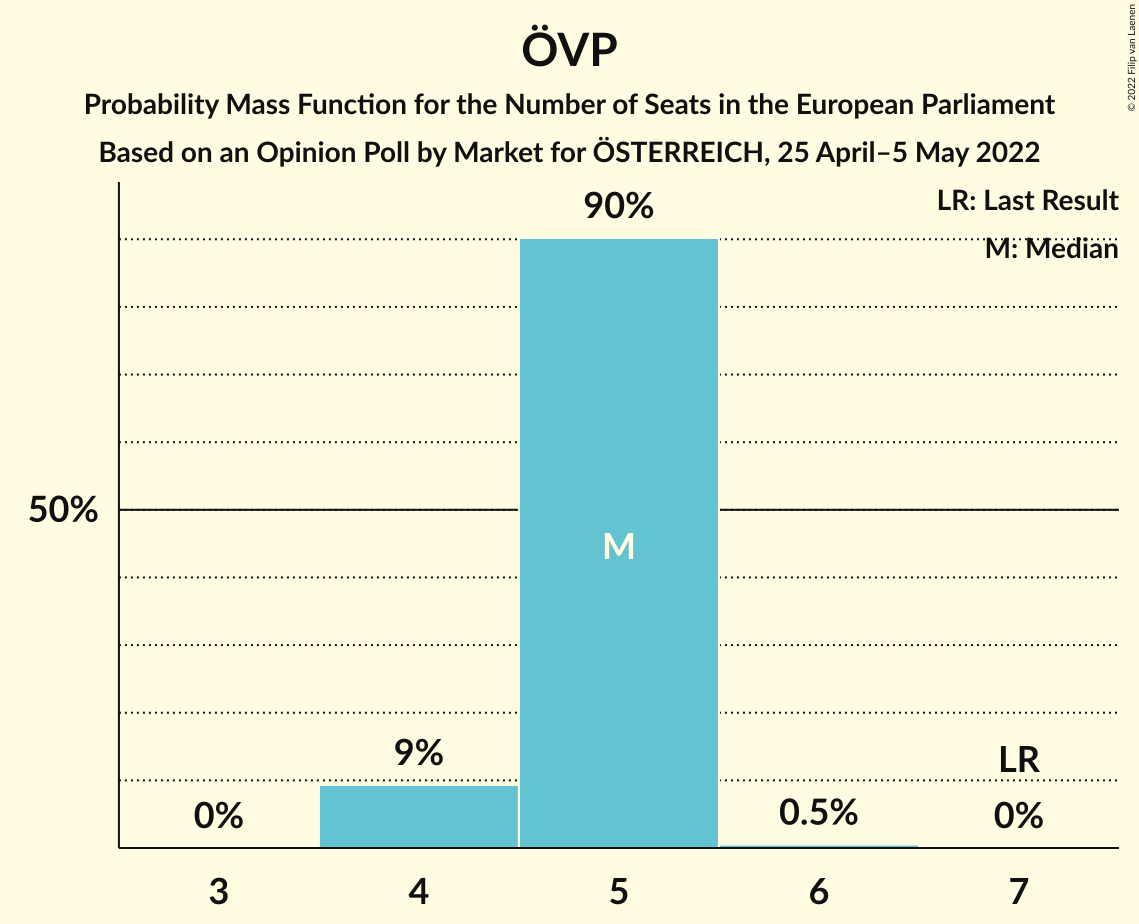 ÖVP
Probability Mass Function for the Number of Seats in the European Parliament
Based on an Opinion Poll by Market for ÖSTERREICH, 25 April–5 May 2022
© 2022 Filip van Laenen
LR: Last Result
M: Median
90%
50%
M
9%
LR
0%
0.5%
0%
3 4 5 6 7